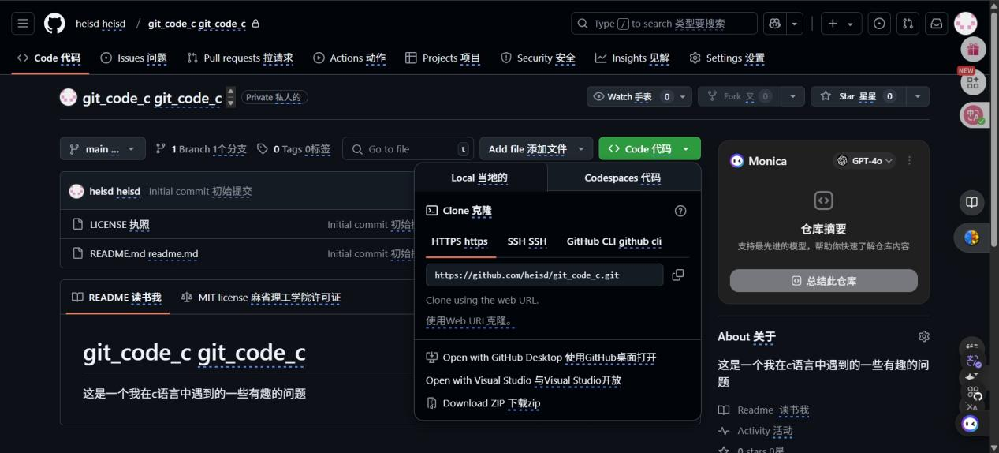 heisd heisd / git_code_c git_code_c
Type / to search 类型要搜索
Code 代码 Issues 问题 Pull requests 拉请求 Actions 动作 Projects 项目 Security 安全 Insights 见解 Settings 设置
NEW
git_code_c git_code_c Private 私人的
Watch 手表 0 Fork 叉 0 Star 星星 0
main ... 1 Branch 1个分支 0 Tags 0标签 Go to file t Add file 添加文件 Code 代码
heisd heisd Initial commit 初始提交
LICENSE 执照 Initial commit 初始
README.md readme.md Initial commit 初始
README 读书我 MIT license 麻省理工学院许可证
git_code_c git_code_c
这是一个我在c语言中遇到的一些有趣的问题
Local 当地的 Codespaces 代码
Clone 克隆
HTTPS https SSH SSH GitHub CLI github cli
https://github.com/heisd/git_code_c.git
Clone using the web URL.
使用Web URL克隆。
Open with GitHub Desktop 使用GitHub桌面打开
Open with Visual Studio 与Visual Studio开放
Download ZIP 下载zip
Monica GPT-4o
仓库摘要
支持最先进的模型，帮助你快速了解仓库内容
总结此仓库
About 关于
这是一个我在c语言中遇到的一些有趣的问
题
Readme 读书我
Activity 活动
0 stars 0星